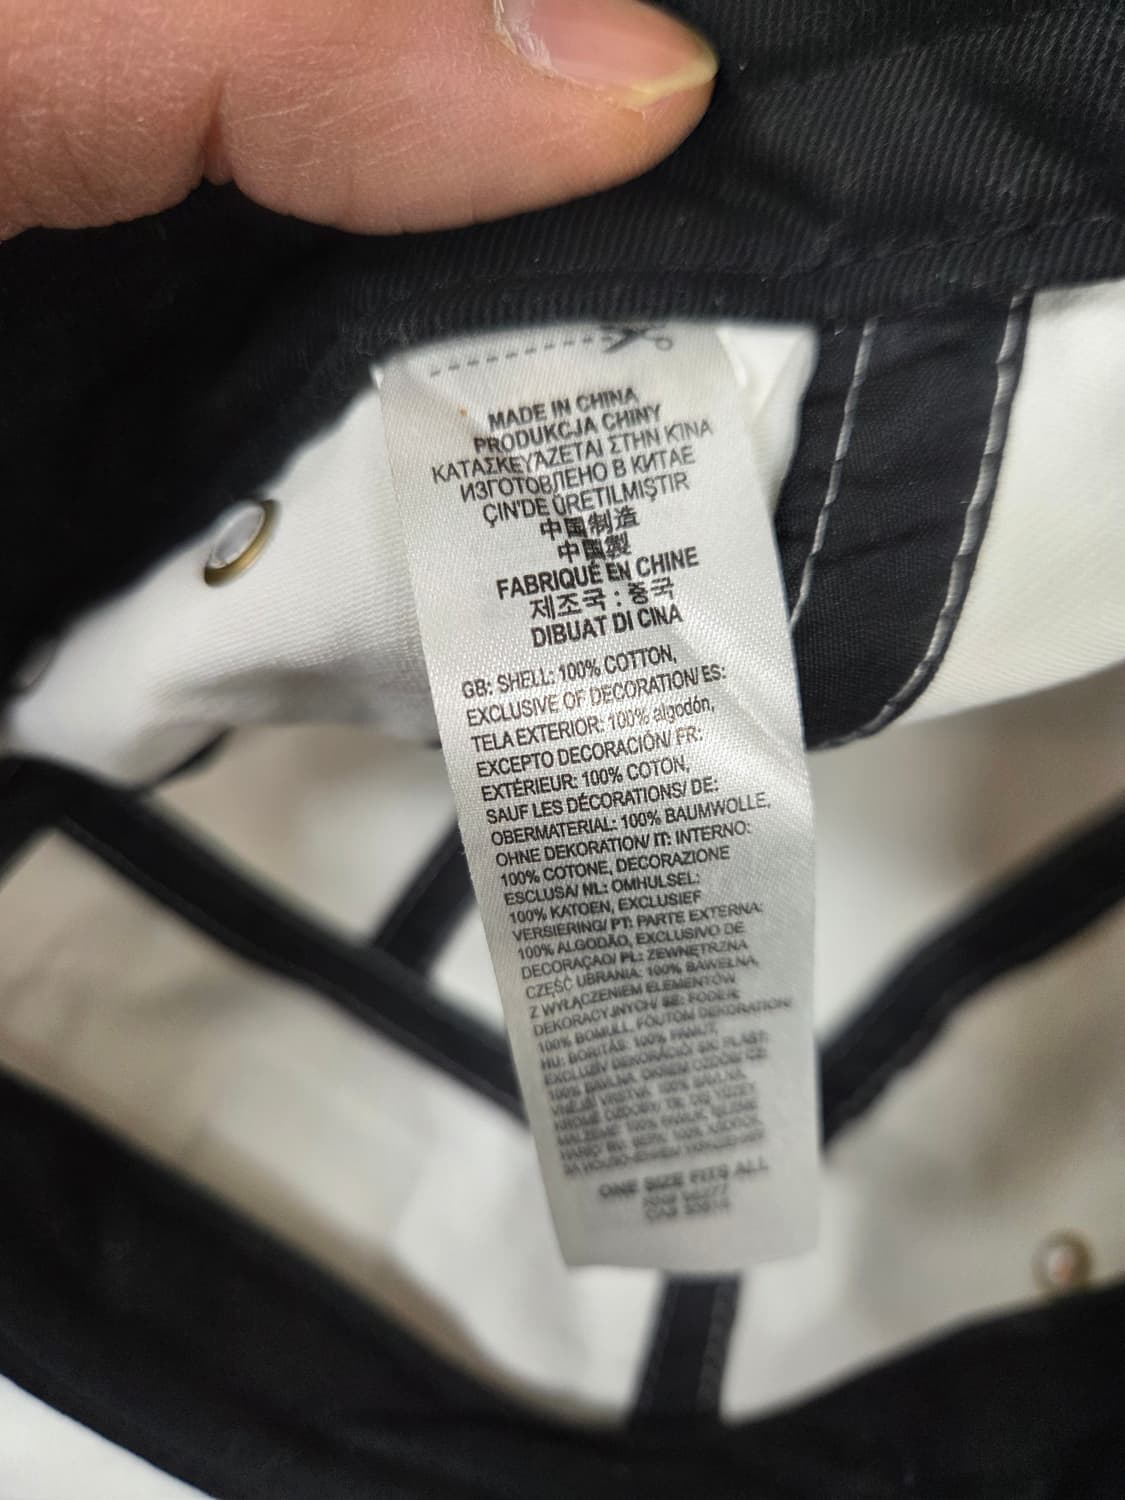 MADE IN CHINA
PRODUKCJA CHINY
ΚΑΤΑΣΚΕΥΑΖΕΤΑΙ ΣΤΗΝ ΚΙΝΑ
ИЗГОТОВЛЕНО В КИТАЕ
ÇIN'DE ÜRETILMIŞTIR
中国制造
中国製
FABRIQUÉ EN CHINE
제조국 : 중국
DIBUAT DI CINA
GB: SHELL: 100% COTTON,
EXCLUSIVE OF DECORATION/ ES:
TELA EXTERIOR: 100% algodón,
EXCEPTO DECORACIÓN/ FR:
EXTÉRIEUR: 100% COTON,
SAUF LES DÉCORATIONS/ DE:
OBERMATERIAL: 100% BAUMWOLLE,
OHNE DEKORATION/ IT: INTERNO:
100% COTONE, DECORAZIONE
ESCLUSA/ NL: OMHULSEL:
100% KATOEN, EXCLUSIEF
VERSIERING/ PT: PARTE EXTERNA:
100% ALGODÃO, EXCLUSIVO DE
DECORAÇAO/ PL: ZEWNĘTRZNA
CZĘŚĆ UBRANIA: 100% BAWEŁNA,
Z WYŁĄCZENIEM ELEMENTÓW
DEKORACYJNYCH/ SE: FODER:
100% BOMULL, FÖUTOM DEKORATION/
HU: BORÍTÁS: 100% PAMUT,
ONE SIZE FITS ALL